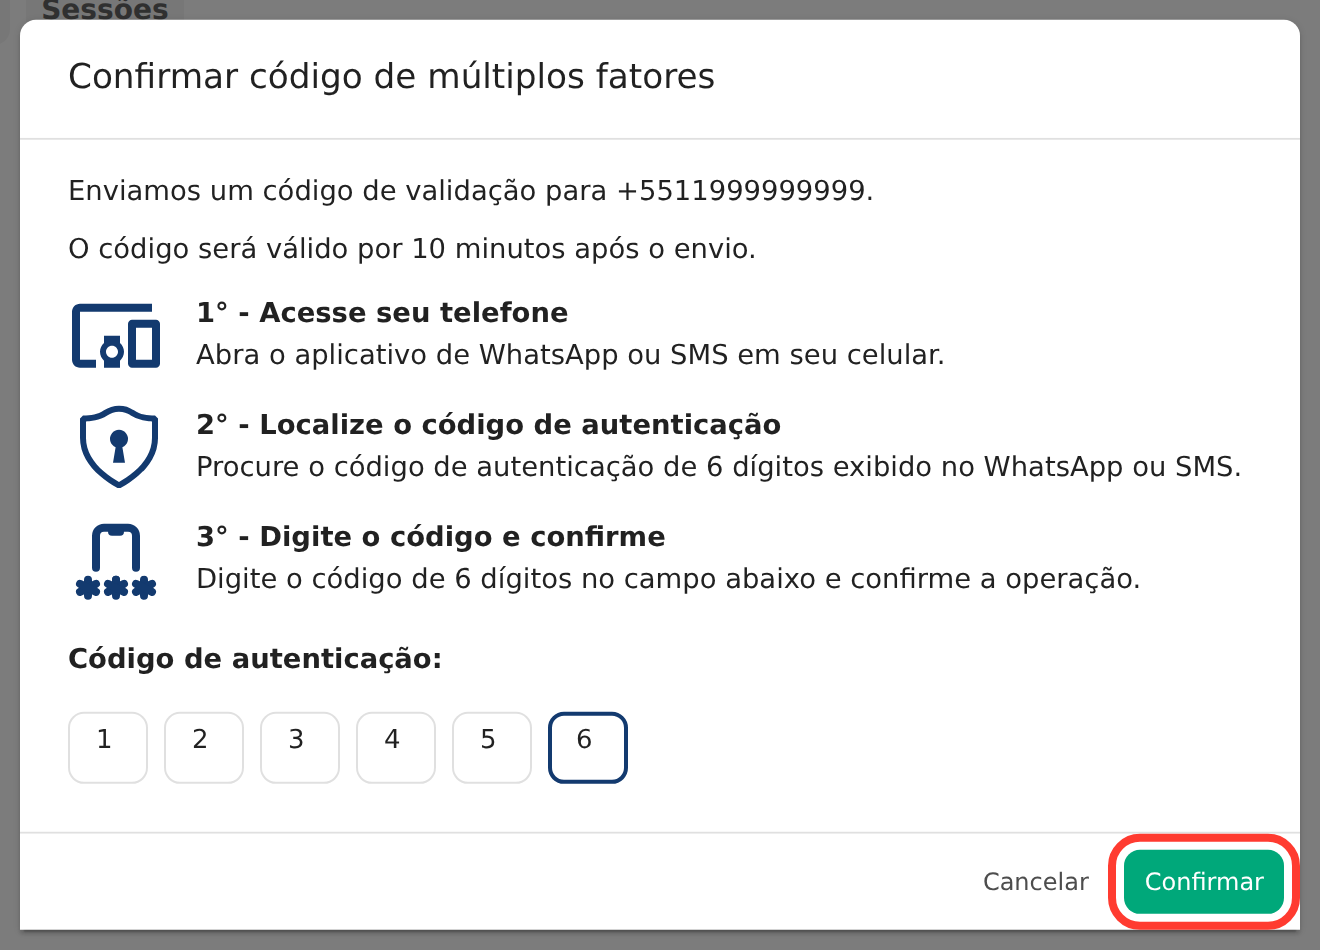 Sessões
Confirmar código de múltiplos fatores
Enviamos um código de validação para +5511999999999.
O código será válido por 10 minutos após o envio.
1° - Acesse seu telefone
Abra o aplicativo de WhatsApp ou SMS em seu celular.
2° - Localize o código de autenticação
Procure o código de autenticação de 6 dígitos exibido no WhatsApp ou SMS.
3° - Digite o código e confirme
Digite o código de 6 dígitos no campo abaixo e confirme a operação.
Código de autenticação:
1 2 3 4 5 6
Cancelar Confirmar